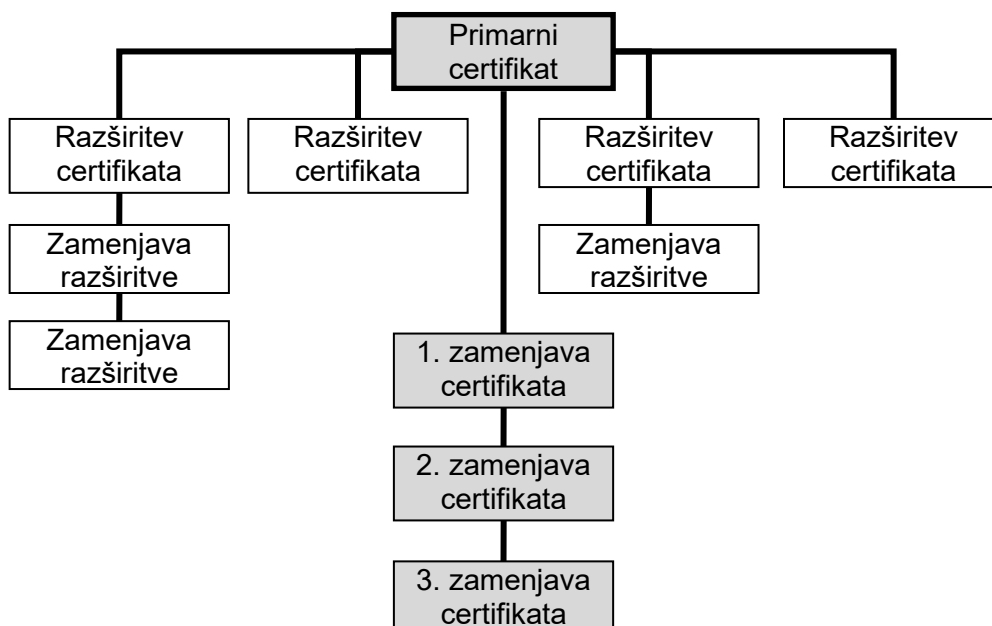 Primarni
certifikat
Razširitev
certifikata
Razširitev
certifikata
Razširitev
certifikata
Razširitev
certifikata
Zamenjava
razširitve
Zamenjava
razširitve
Zamenjava
razširitve
1. zamenjava
certifikata
2. zamenjava
certifikata
3. zamenjava
certifikata